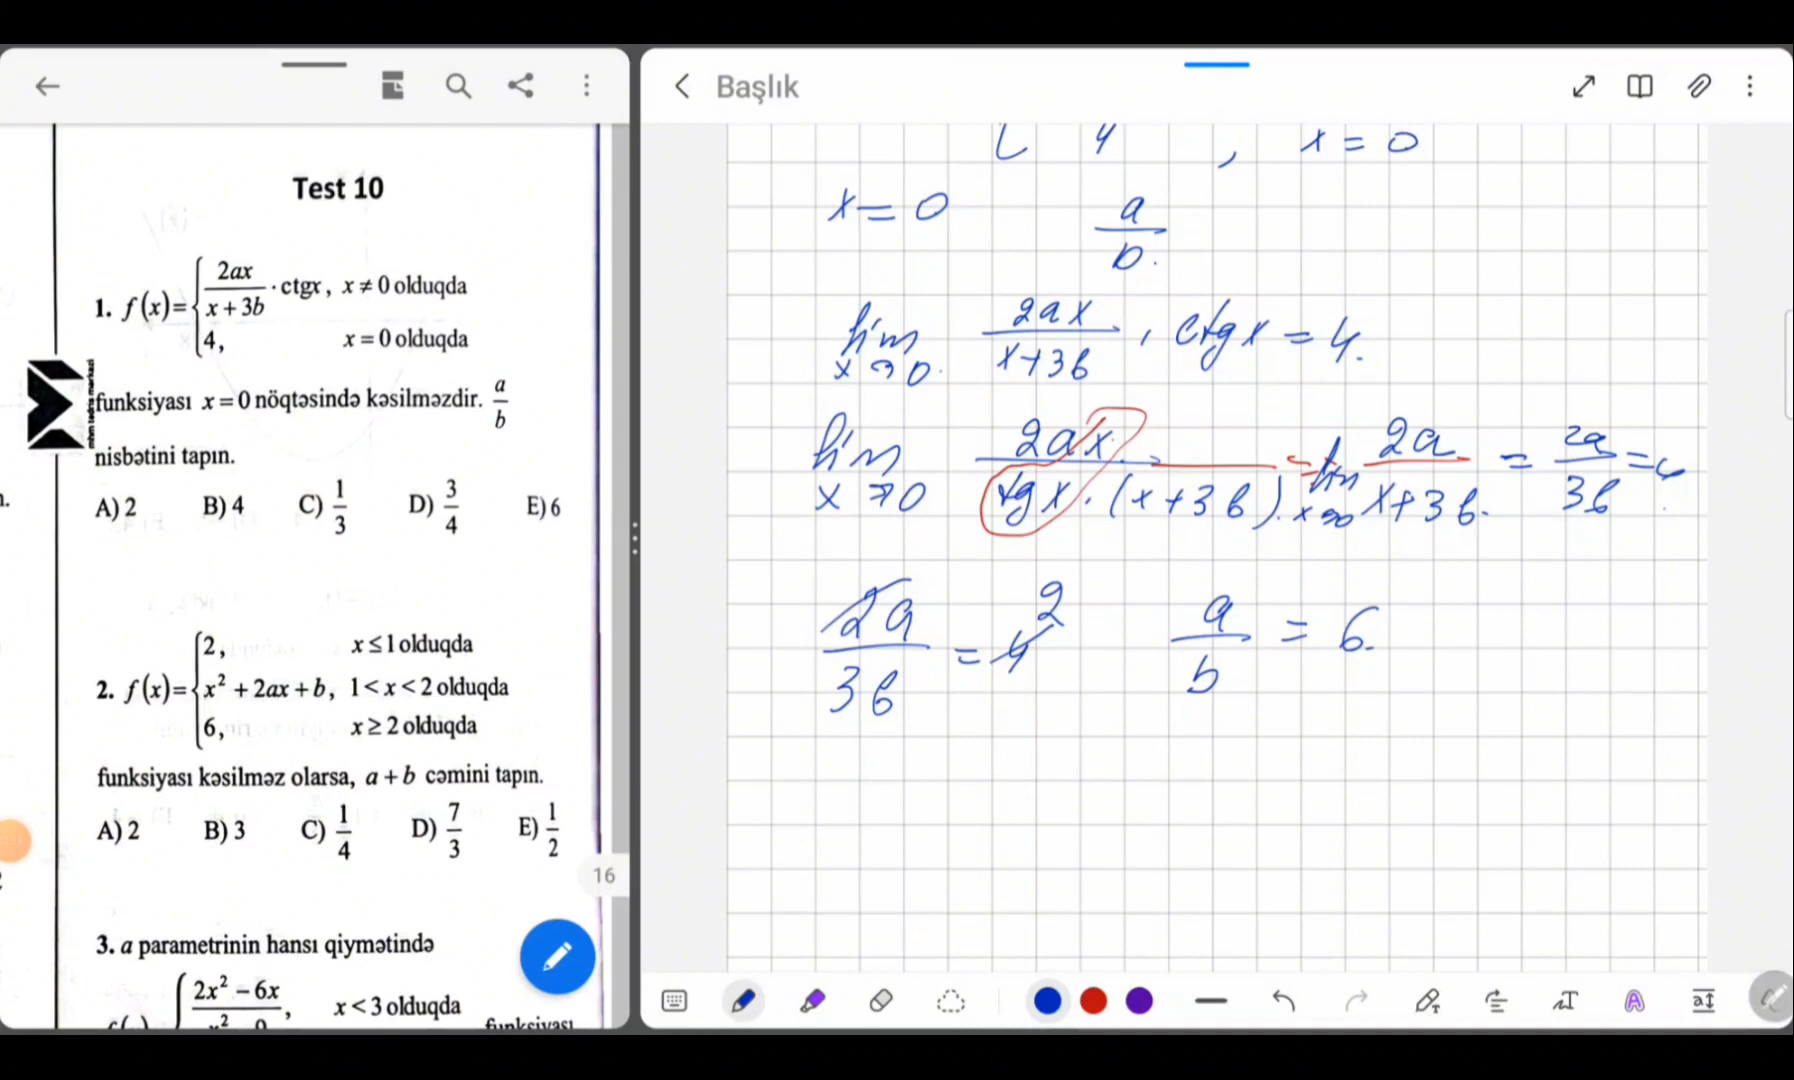 Başlık
Test 10
1. f(x)= { 2ax / x + 3b · ctgx , x ≠ 0 olduqda
4, x = 0 olduqda
funksiyası x = 0 nöqtəsində kəsilməzdir. a/b
nisbətini tapın.
A) 2 B) 4 C) 1/3 D) 3/4 E) 6
2. f(x)= { 2, x ≤ 1 olduqda
x² + 2ax + b, 1 < x < 2 olduqda
6, x ≥ 2 olduqda
funksiyası kəsilməz olarsa, a + b cəmini tapın.
A) 2 B) 3 C) 1/4 D) 7/3 E) 1/2
16
3. a parametrinin hansı qiymətində
2x² − 6x, x < 3 olduqda
funksiyası
4 , x = 0
x = 0 a/b.
lim x→0 2ax / x+3b · ctgx = 4.
lim x→0 2ax / tgx · (x+3b) = lim x→0 2a / x+3b = 2a / 3b = 4
2a / 3b = 4 2 a / b = 6.